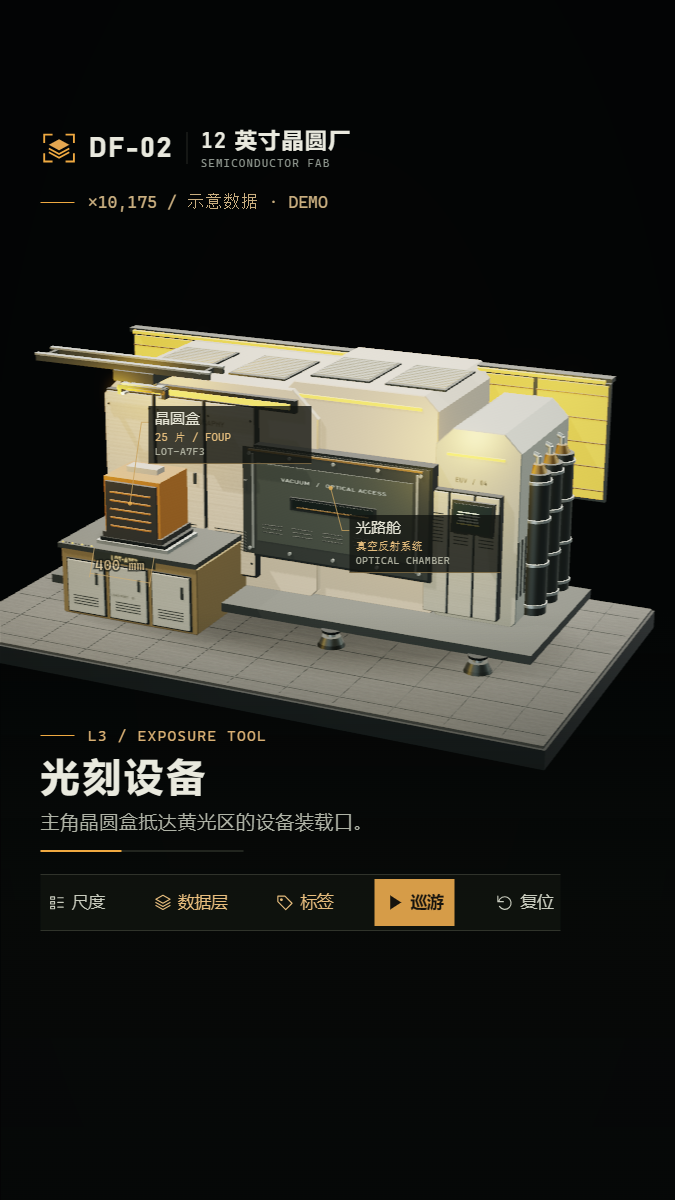 DF-02
12 英寸晶圆厂
SEMICONDUCTOR FAB
×10,175 / 示意数据 · DEMO
晶圆盒
25 片 / FOUP
LOT-A7F3
VACUUM / OPTICAL ACCESS
光路舱
真空反射系统
OPTICAL CHAMBER
400 mm
L3 / EXPOSURE TOOL
光刻设备
主角晶圆盒抵达黄光区的设备装载口。
尺度
数据层
标签
巡游
复位